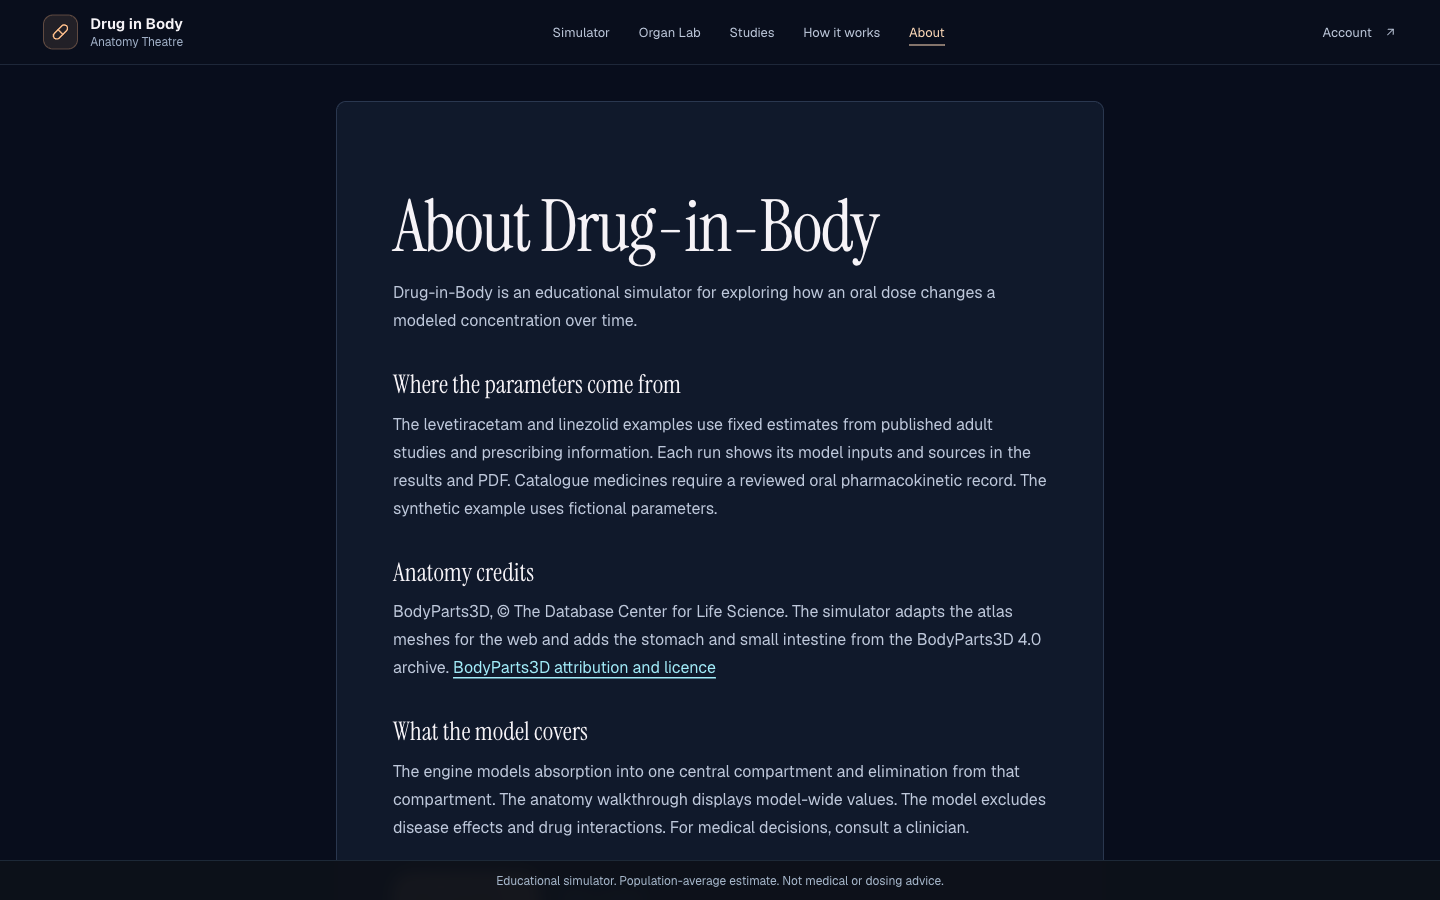 Drug in Body
Anatomy Theatre
Simulator
Organ Lab
Studies
How it works
About
Account
About Drug-in-Body
Drug-in-Body is an educational simulator for exploring how an oral dose changes a
modeled concentration over time.
Where the parameters come from
The levetiracetam and linezolid examples use fixed estimates from published adult
studies and prescribing information. Each run shows its model inputs and sources in the
results and PDF. Catalogue medicines require a reviewed oral pharmacokinetic record. The
synthetic example uses fictional parameters.
Anatomy credits
BodyParts3D, © The Database Center for Life Science. The simulator adapts the atlas
meshes for the web and adds the stomach and small intestine from the BodyParts3D 4.0
archive. BodyParts3D attribution and licence
What the model covers
The engine models absorption into one central compartment and elimination from that
compartment. The anatomy walkthrough displays model-wide values. The model excludes
disease effects and drug interactions. For medical decisions, consult a clinician.
Educational simulator. Population-average estimate. Not medical or dosing advice.